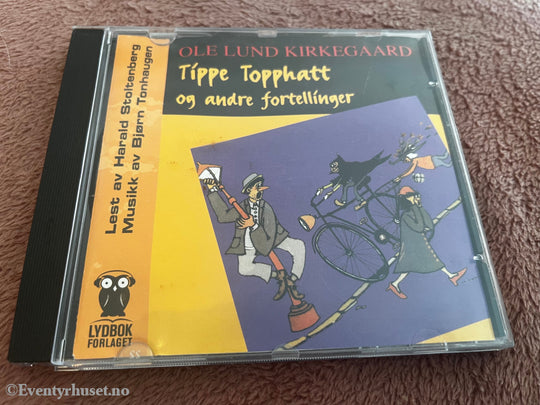 OLE LUND KIRKEGAARD
Tippe Topphatt
og andre fortellinger
Lest av Harald Stoltenberg
Musikk av Bjørn Tonhaugen
LYDBOK
FORLAGET
©Eventyrhuset.no